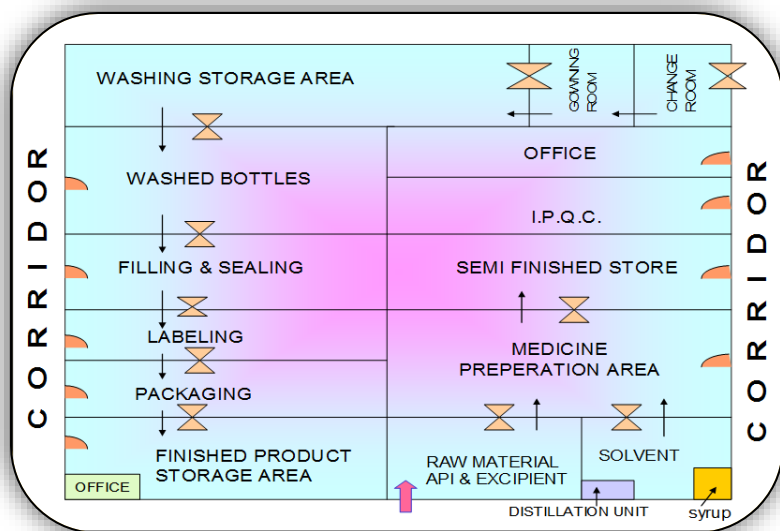 CORRIDOR
WASHING STORAGE AREA
GOWNING
ROOM
CHANGE
ROOM
WASHED BOTTLES
OFFICE
I.P.Q.C.
FILLING & SEALING
SEMI FINISHED STORE
LABELING
MEDICINE
PREPERATION AREA
PACKAGING
FINISHED PRODUCT
STORAGE AREA
RAW MATERIAL
API & EXCIPIENT
SOLVENT
OFFICE
DISTILLATION UNIT
syrup
CORRIDOR